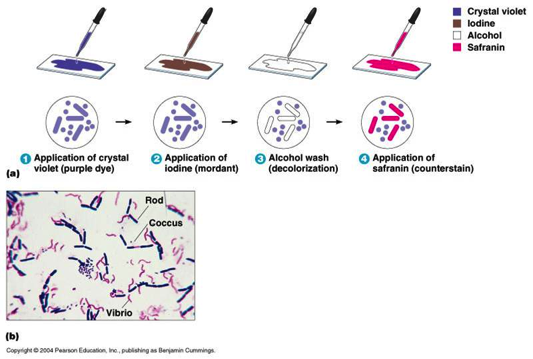 Crystal violet
Iodine
Alcohol
Safranin
1 Application of crystal
violet (purple dye)
2 Application of
iodine (mordant)
3 Alcohol wash
(decolorization)
4 Application of
safranin (counterstain)
(a)
Rod
Coccus
Vibrio
(b)
Copyright © 2004 Pearson Education, Inc., publishing as Benjamin Cummings.